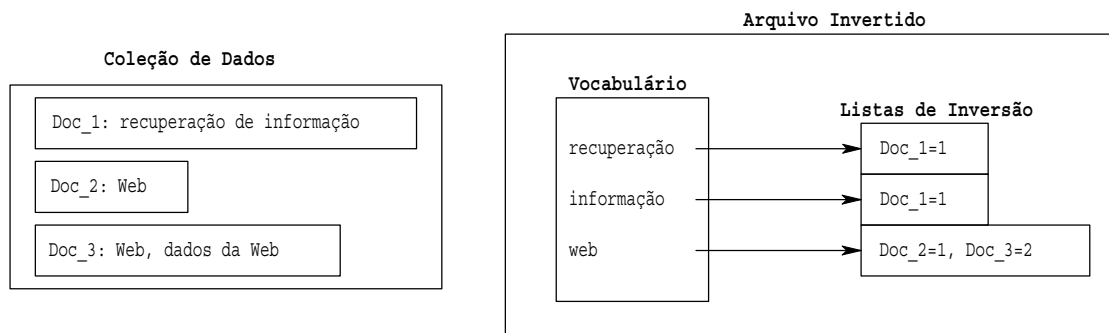 Coleção de Dados
Doc_1: recuperação de informação
Doc_2: Web
Doc_3: Web, dados da Web
Arquivo Invertido
Vocabulário
Listas de Inversão
recuperação
Doc_1=1
informação
Doc_1=1
web
Doc_2=1, Doc_3=2